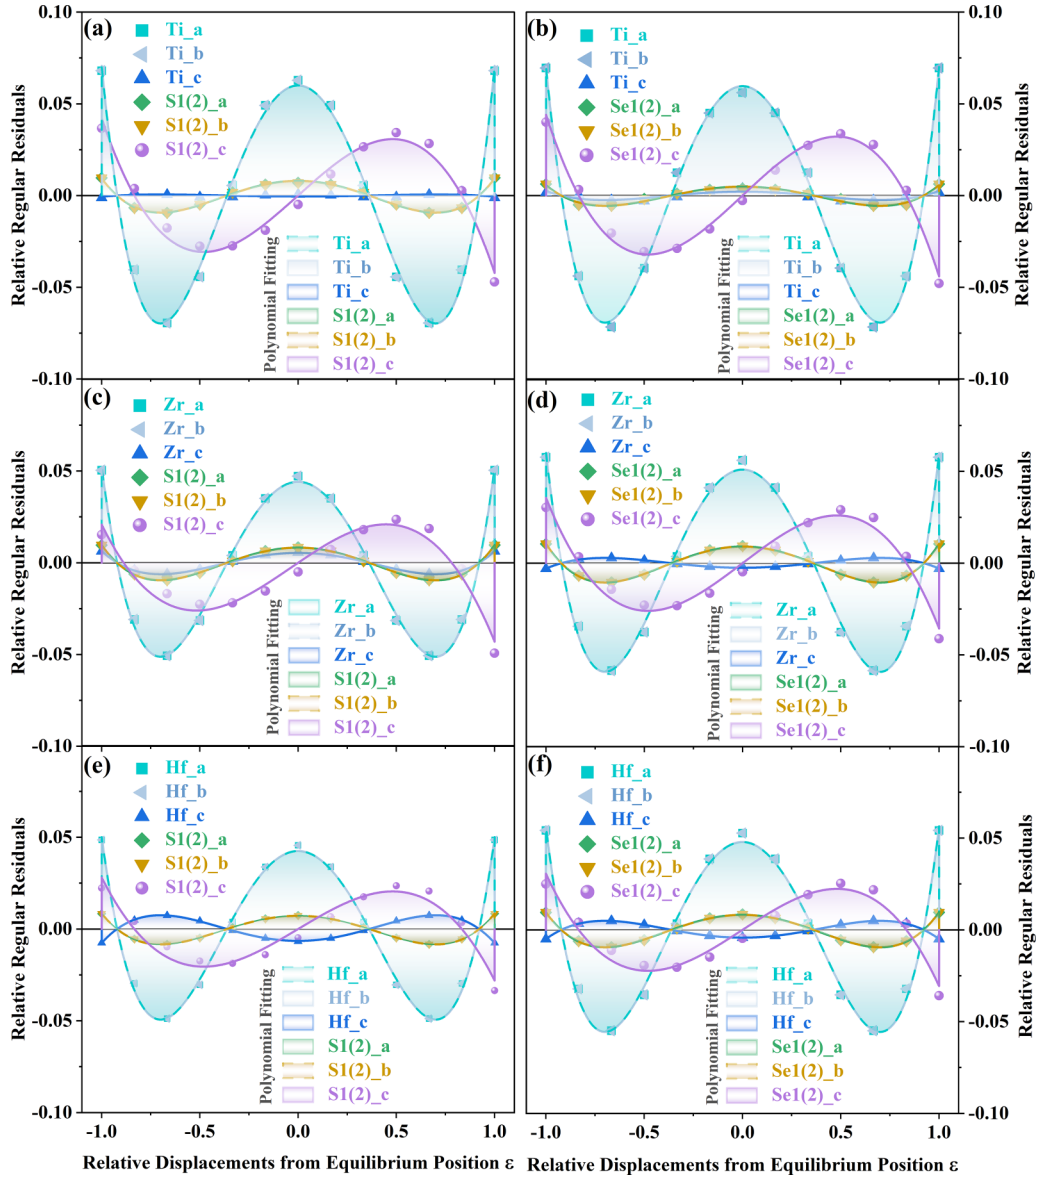 (a)
Ti_a
Ti_b
Ti_c
S1(2)_a
S1(2)_b
S1(2)_c
Polynomial Fitting
Ti_a
Ti_b
Ti_c
S1(2)_a
S1(2)_b
S1(2)_c
0.10
0.05
0.00
-0.05
-0.10
Relative Regular Residuals
(b)
Ti_a
Ti_b
Ti_c
Se1(2)_a
Se1(2)_b
Se1(2)_c
Polynomial Fitting
Ti_a
Ti_b
Ti_c
Se1(2)_a
Se1(2)_b
Se1(2)_c
0.10
0.05
0.00
-0.05
-0.10
Relative Regular Residuals
(c)
Zr_a
Zr_b
Zr_c
S1(2)_a
S1(2)_b
S1(2)_c
Polynomial Fitting
Zr_a
Zr_b
Zr_c
S1(2)_a
S1(2)_b
S1(2)_c
0.05
0.00
-0.05
-0.10
Relative Regular Residuals
(d)
Zr_a
Zr_b
Zr_c
Se1(2)_a
Se1(2)_b
Se1(2)_c
Polynomial Fitting
Zr_a
Zr_b
Zr_c
Se1(2)_a
Se1(2)_b
Se1(2)_c
0.05
0.00
-0.05
-0.10
Relative Regular Residuals
(e)
Hf_a
Hf_b
Hf_c
S1(2)_a
S1(2)_b
S1(2)_c
Polynomial Fitting
Hf_a
Hf_b
Hf_c
S1(2)_a
S1(2)_b
S1(2)_c
0.05
0.00
-0.05
-0.10
Relative Regular Residuals
-1.0 -0.5 0.0 0.5 1.0
Relative Displacements from Equilibrium Position ε
(f)
Hf_a
Hf_b
Hf_c
Se1(2)_a
Se1(2)_b
Se1(2)_c
Polynomial Fitting
Hf_a
Hf_b
Hf_c
Se1(2)_a
Se1(2)_b
Se1(2)_c
0.05
0.00
-0.05
-0.10
Relative Regular Residuals
-1.0 -0.5 0.0 0.5 1.0
Relative Displacements from Equilibrium Position ε